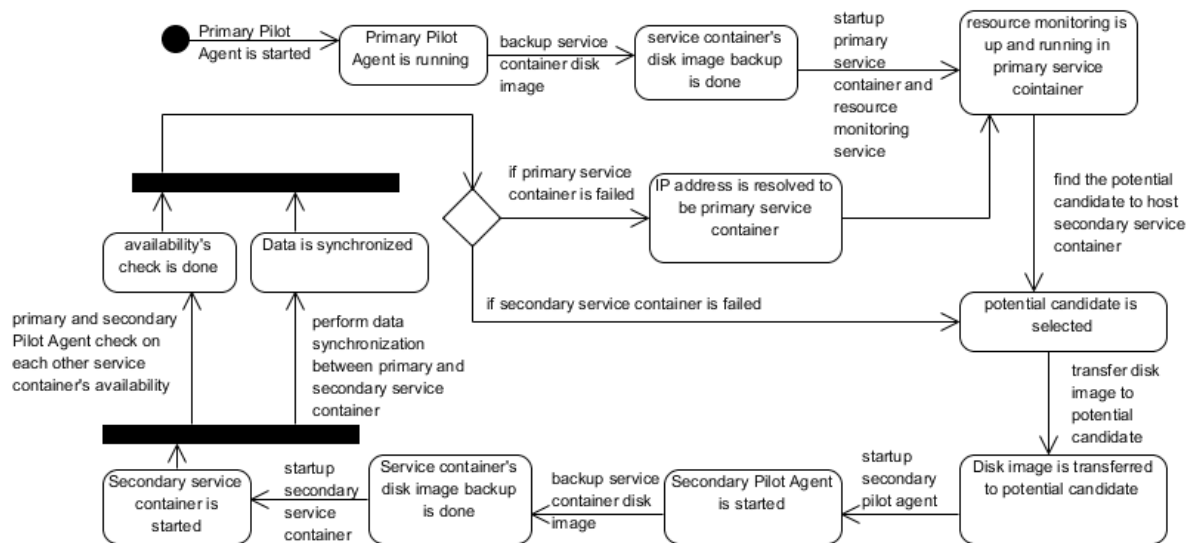 Primary Pilot
Agent is started
Primary Pilot
Agent is running
backup service
container disk
image
service container's
disk image backup
is done
startup
primary
service
container and
resource
monitoring
service
resource monitoring is
up and running in
primary service
cointainer
if primary service
container is failed
IP address is resolved to
be primary service
container
find the potential
candidate to host
secondary service
container
availability's
check is done
Data is synchronized
if secondary service container is failed
potential candidate is
selected
primary and secondary
Pilot Agent check on
each other service
container's availability
perform data
synchronization
between primary and
secondary service
container
transfer disk
image to
potential
candidate
Secondary service
container is
started
startup
secondary
service
container
Service container's
disk image backup
is done
backup service
container disk
image
Secondary Pilot Agent
is started
startup
secondary
pilot agent
Disk image is transferred
to potential candidate